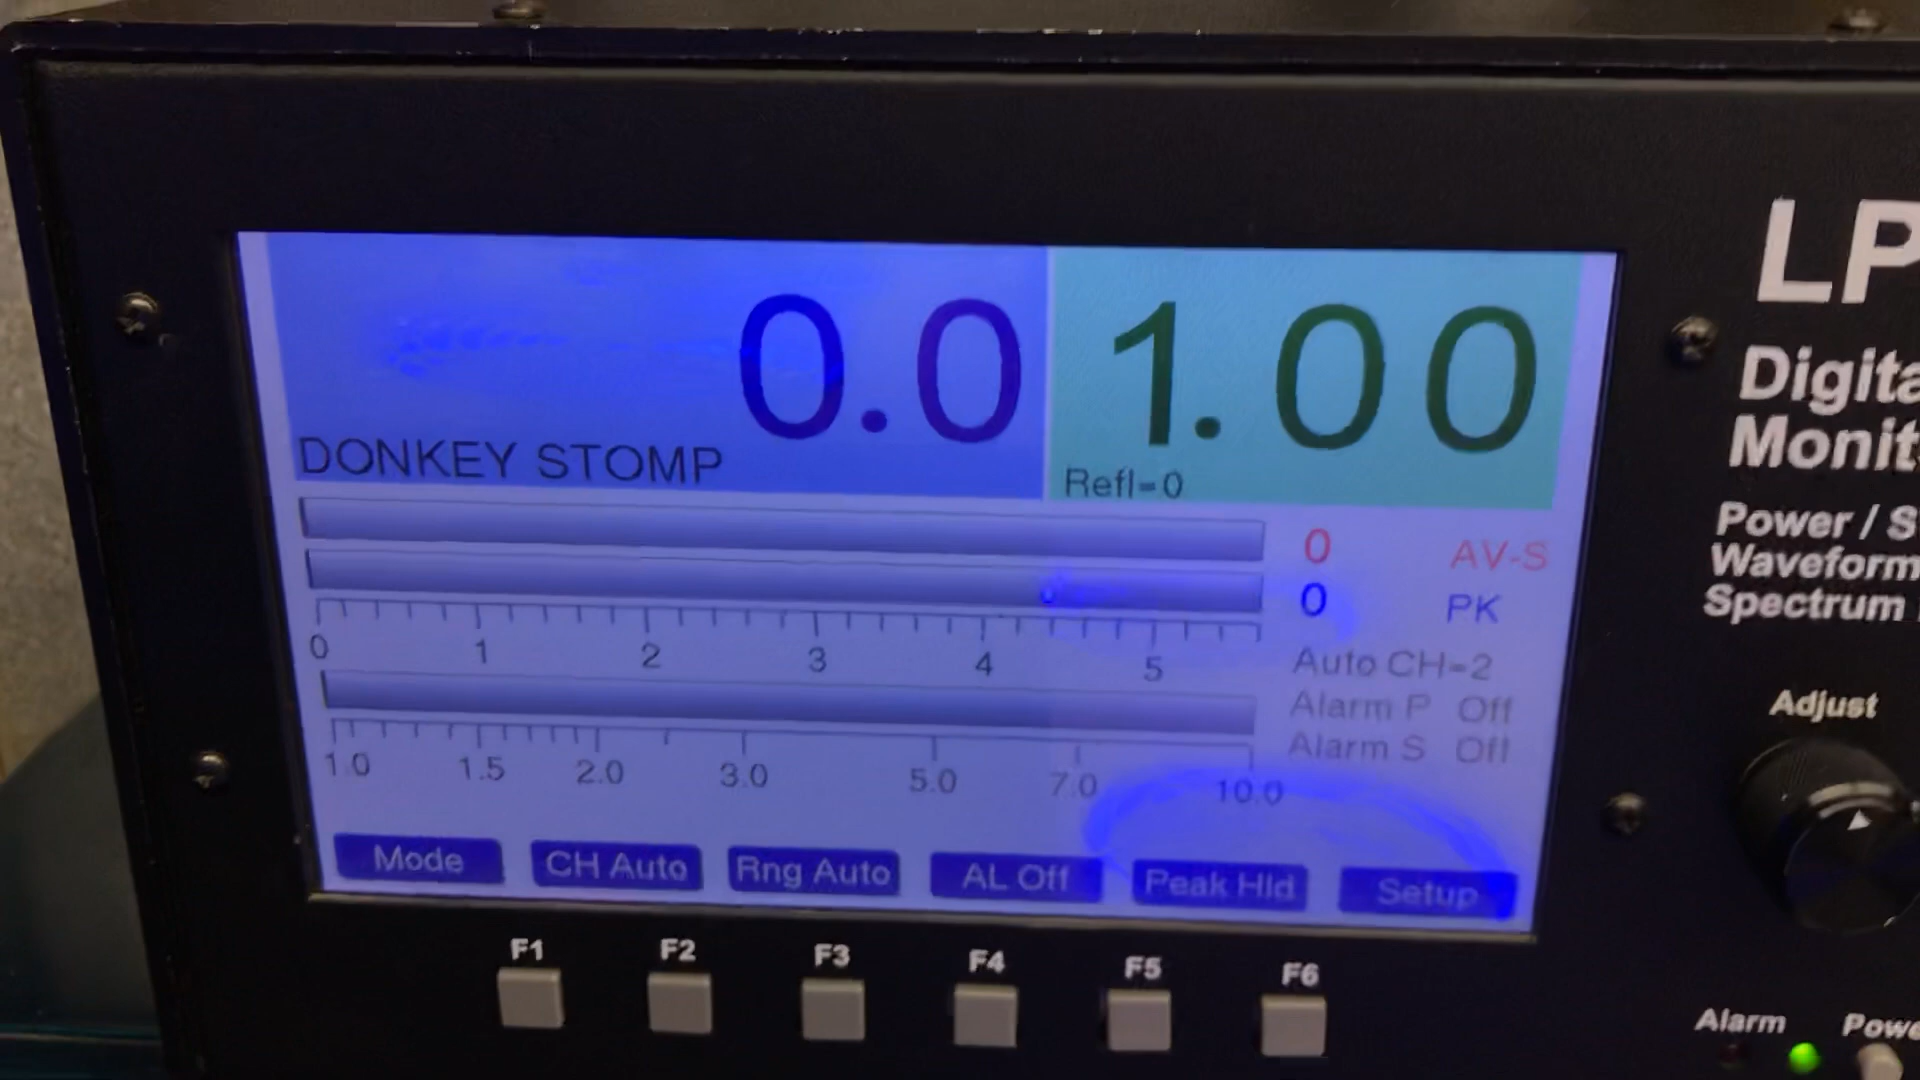 LP
0.0 1.00
DONKEY STOMP
Refl=0
0 AV-S
0 PK
0 1 2 3 4 5
Auto CH=2
Alarm P Off
Alarm S Off
1.0 1.5 2.0 3.0 5.0 7.0 10.0
Mode CH Auto Rng Auto AL Off Peak Hld Setup
F1 F2 F3 F4 F5 F6
Digita
Monit
Power / S
Waveform
Spectrum
Adjust
Alarm Powe